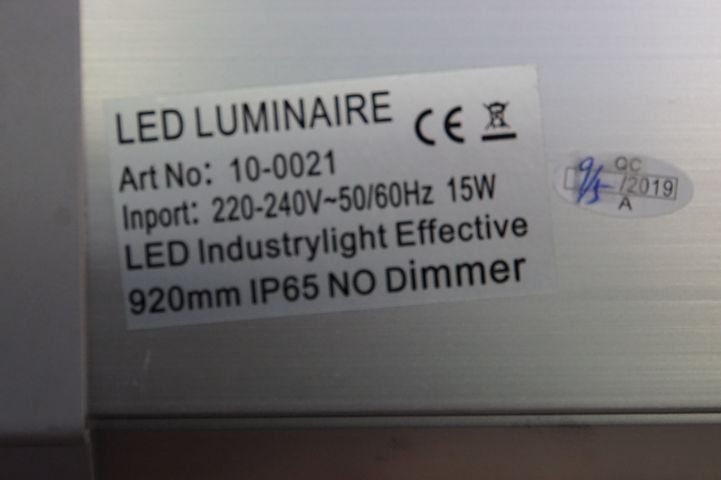 LED LUMINAIRE CE
Art No: 10-0021
Inport: 220-240V~50/60Hz 15W
LED Industrylight Effective
920mm IP65 NO Dimmer
QC
9/5 /2019
A